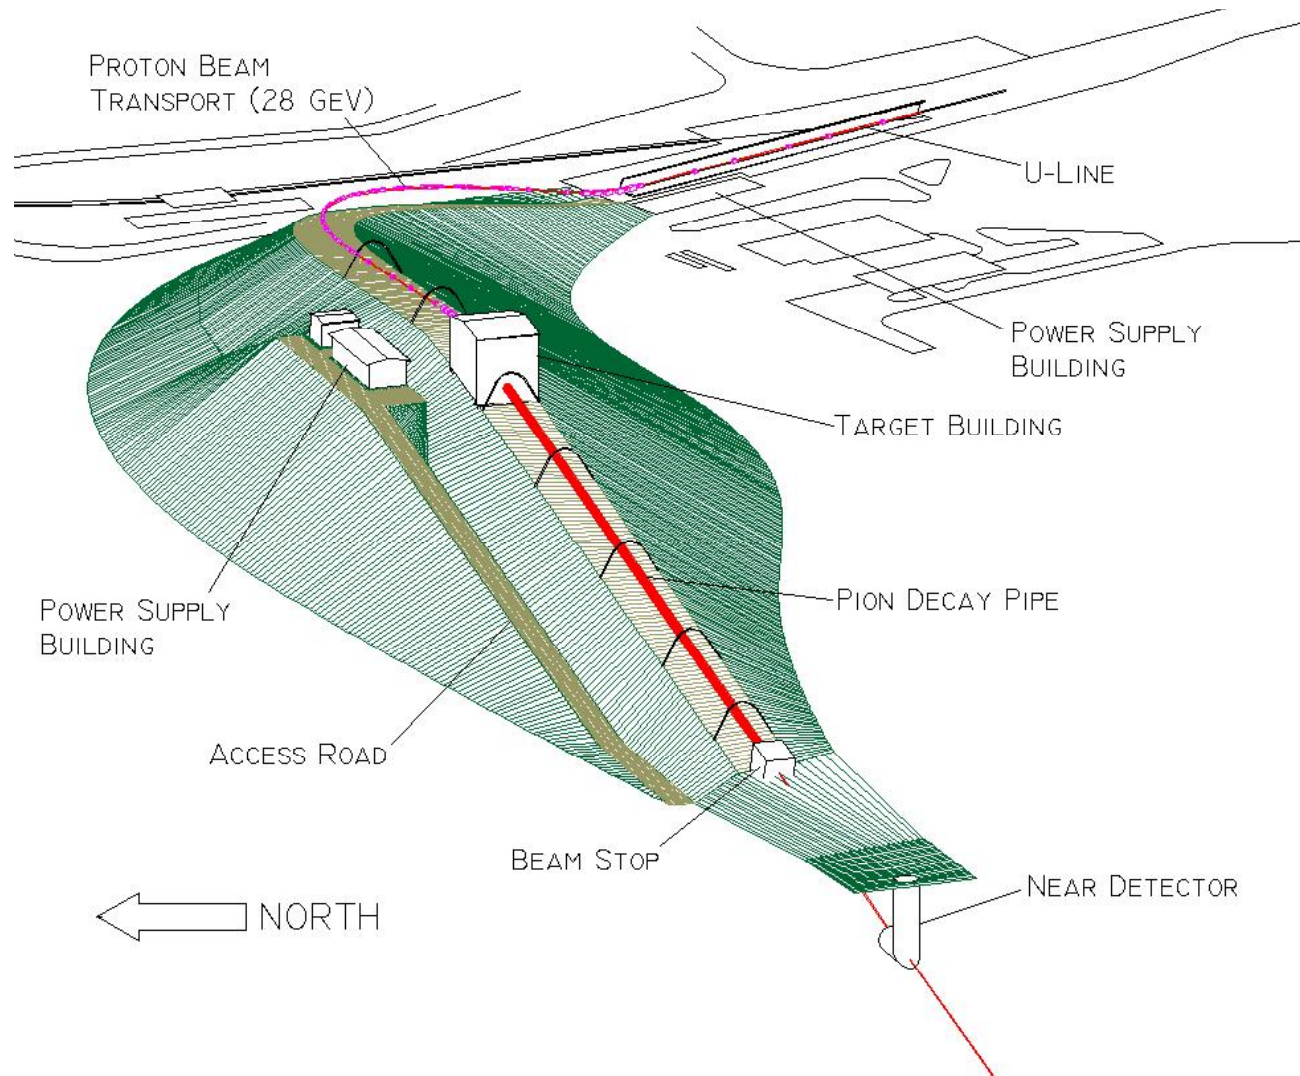 PROTON BEAM
TRANSPORT (28 GEV)
U-LINE
POWER SUPPLY
BUILDING
TARGET BUILDING
PION DECAY PIPE
POWER SUPPLY
BUILDING
ACCESS ROAD
BEAM STOP
NEAR DETECTOR
NORTH